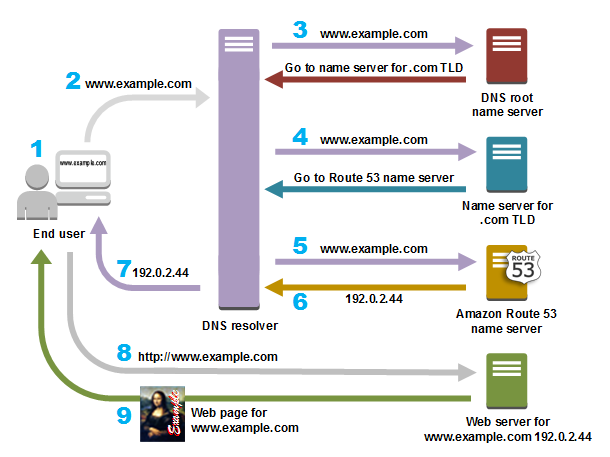 1
www.example.com
End user
2 www.example.com
DNS resolver
3 www.example.com
Go to name server for .com TLD
DNS root
name server
4 www.example.com
Go to Route 53 name server
Name server for
.com TLD
5 www.example.com
6 192.0.2.44
ROUTE
53
Amazon Route 53
name server
7 192.0.2.44
8 http://www.example.com
9
Example
Web page for
www.example.com
Web server for
www.example.com 192.0.2.44